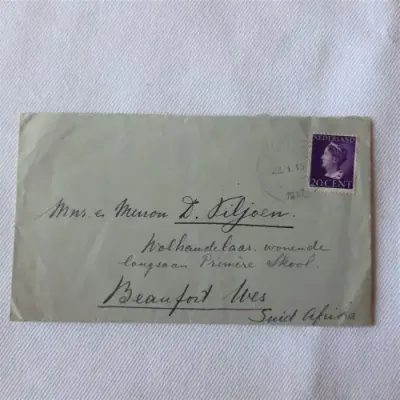 NEDERLAND
20 CENT
Mnr. en Mevrou D. Viljoen.
Wolhandelaar, wonende
langsaan Primêre Skool
Beaufort Wes
Suid Afrika